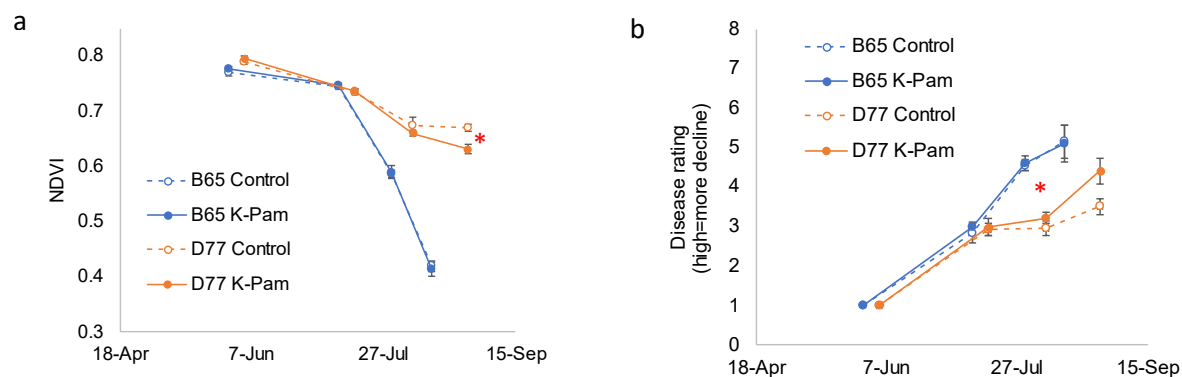 a
0.8
0.7
0.6
0.5
0.4
0.3
NDVI
B65 Control
B65 K-Pam
D77 Control
D77 K-Pam
*
18-Apr 7-Jun 27-Jul 15-Sep
b
8
7
6
5
4
3
2
1
0
Disease rating
(high=more decline)
B65 Control
B65 K-Pam
D77 Control
D77 K-Pam
*
18-Apr 7-Jun 27-Jul 15-Sep